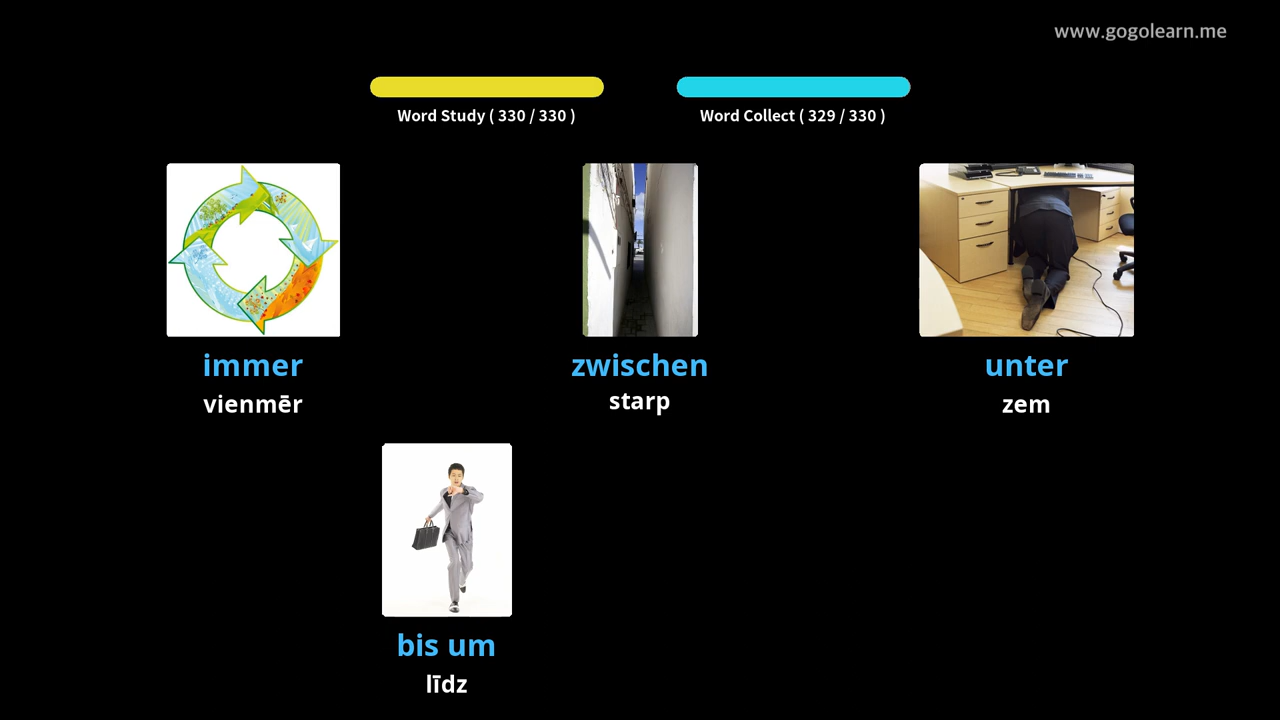 www.gogolearn.me
Word Study ( 330 / 330 )
Word Collect ( 329 / 330 )
immer
vienmēr
zwischen
starp
unter
zem
bis um
līdz